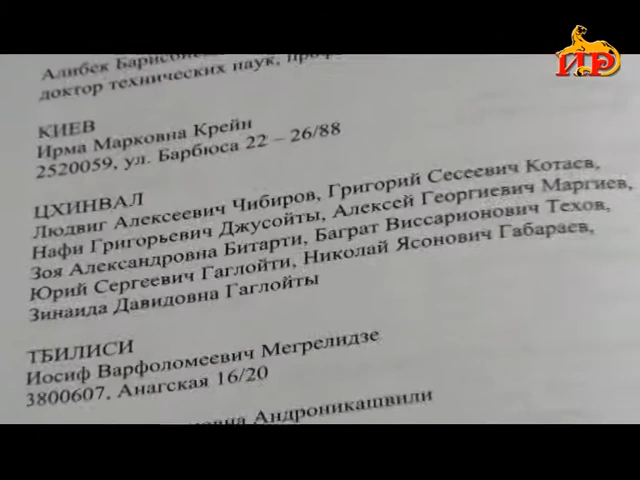 ИР
Алибек
доктор технических наук,
КИЕВ
Ирма Марковна Крейн
2520059, ул. Барбюса 22 – 26/88
ЦХИНВАЛ
Людвиг Алексеевич Чибиров, Григорий Сесеевич Котаев,
Нафи Григорьевич Джусойты, Алексей Георгиевич Маргиев,
Зоя Александровна Битарти, Баграт Виссарионович Техов,
Юрий Сергеевич Гаглойти, Николай Ясонович Габараев,
Зинаида Давидовна Гаглойты
ТБИЛИСИ
Иосиф Варфоломеевич Мегрелидзе
3800607, Анагская 16/20
Андроникашвили